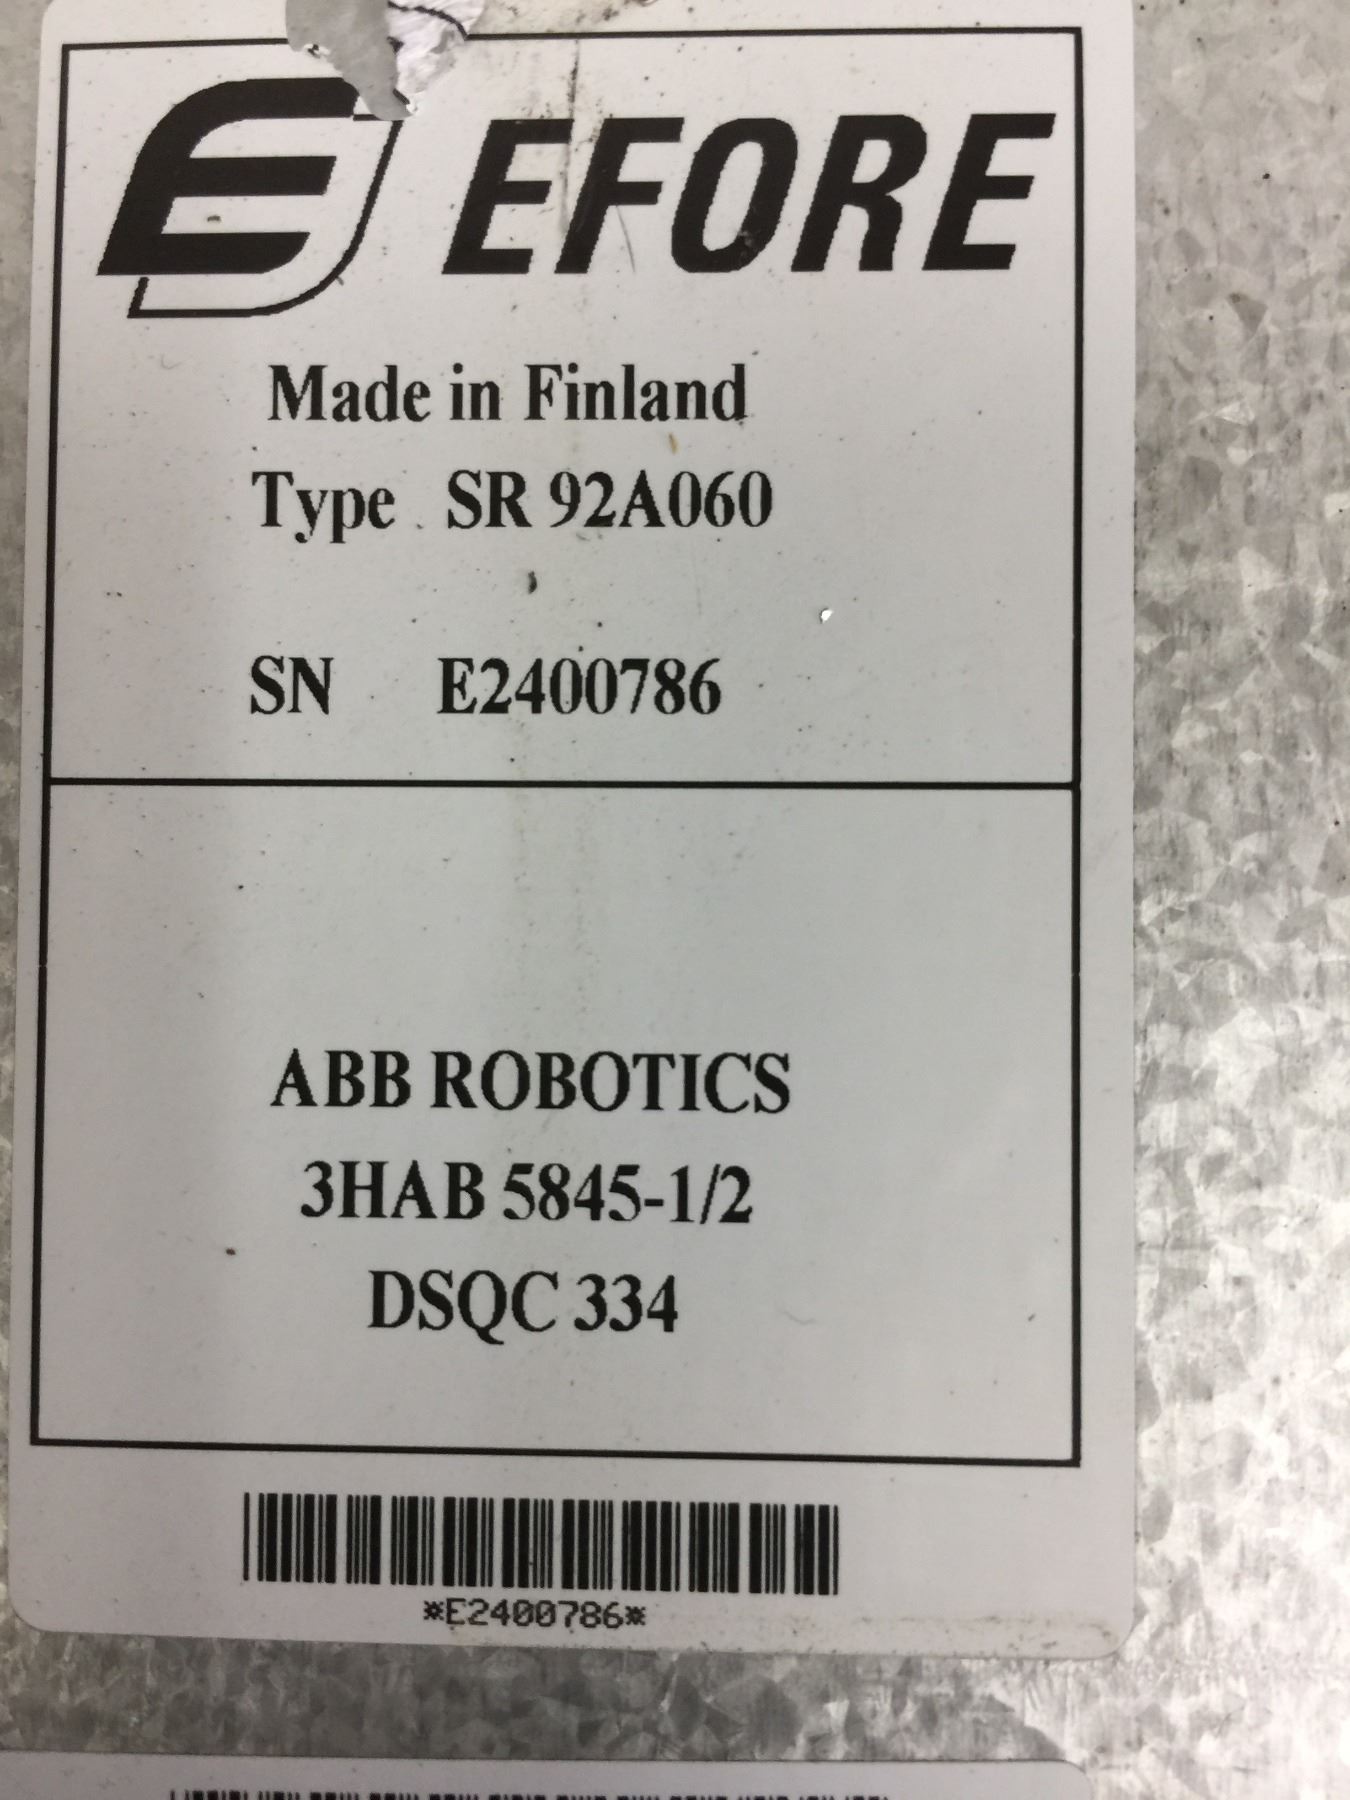 EFORE
Made in Finland
Type SR 92A060
SN E2400786
ABB ROBOTICS
3HAB 5845-1/2
DSQC 334
*E2400786*